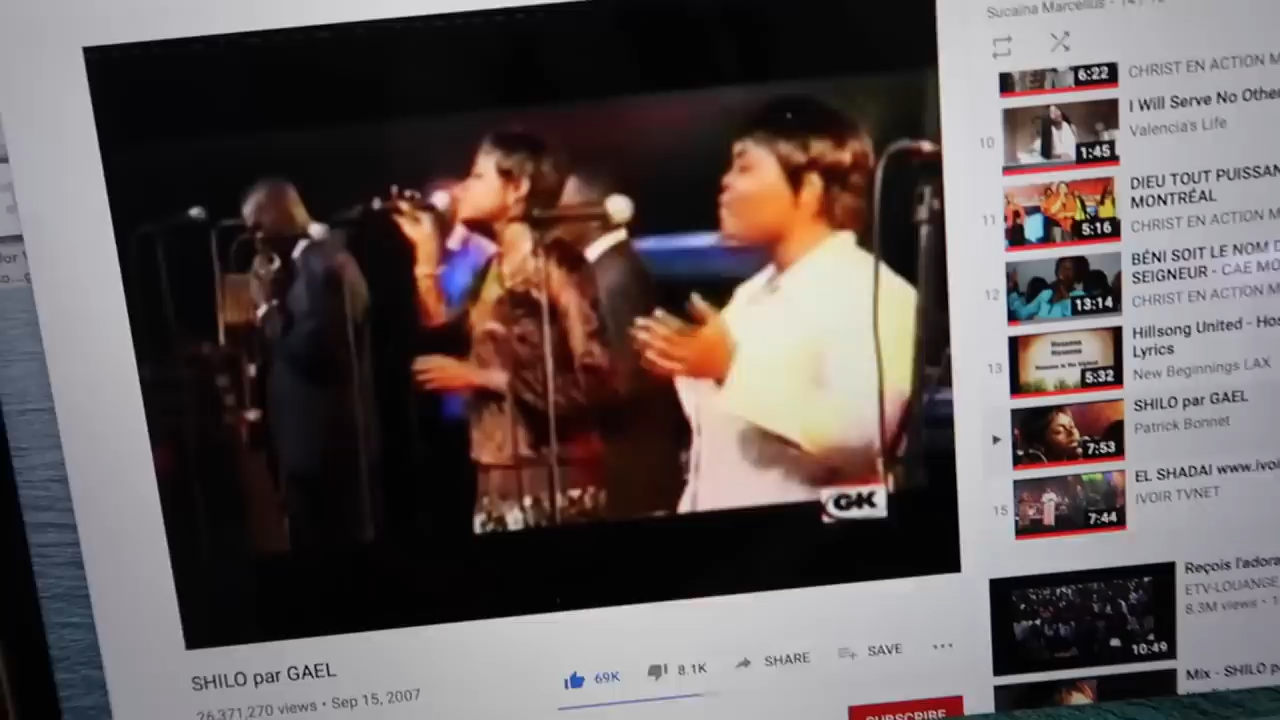 Sucaina Marcellus
6:22
CHRIST EN ACTION M
10
1:45
I Will Serve No Othe
Valencia's Life
11
5:16
DIEU TOUT PUISSAN
MONTRÉAL
CHRIST EN ACTION M
12
13:14
BÉNI SOIT LE NOM D
SEIGNEUR - CAE MO
CHRIST EN ACTION M
13
5:32
Hillsong United - Hos
Lyrics
New Beginnings LAX
7:53
SHILO par GAEL
Patrick Bonnet
15
7:44
EL SHADAI www.ivoi
IVOIR TVNET
10:49
Reçois l'adora
ETV-LOUANGE
8.3M views • 1
Mix - SHILO p
GK
SHILO par GAEL
26,371,270 views • Sep 15, 2007
69K
8.1K
SHARE
SAVE
SUBSCRIBE